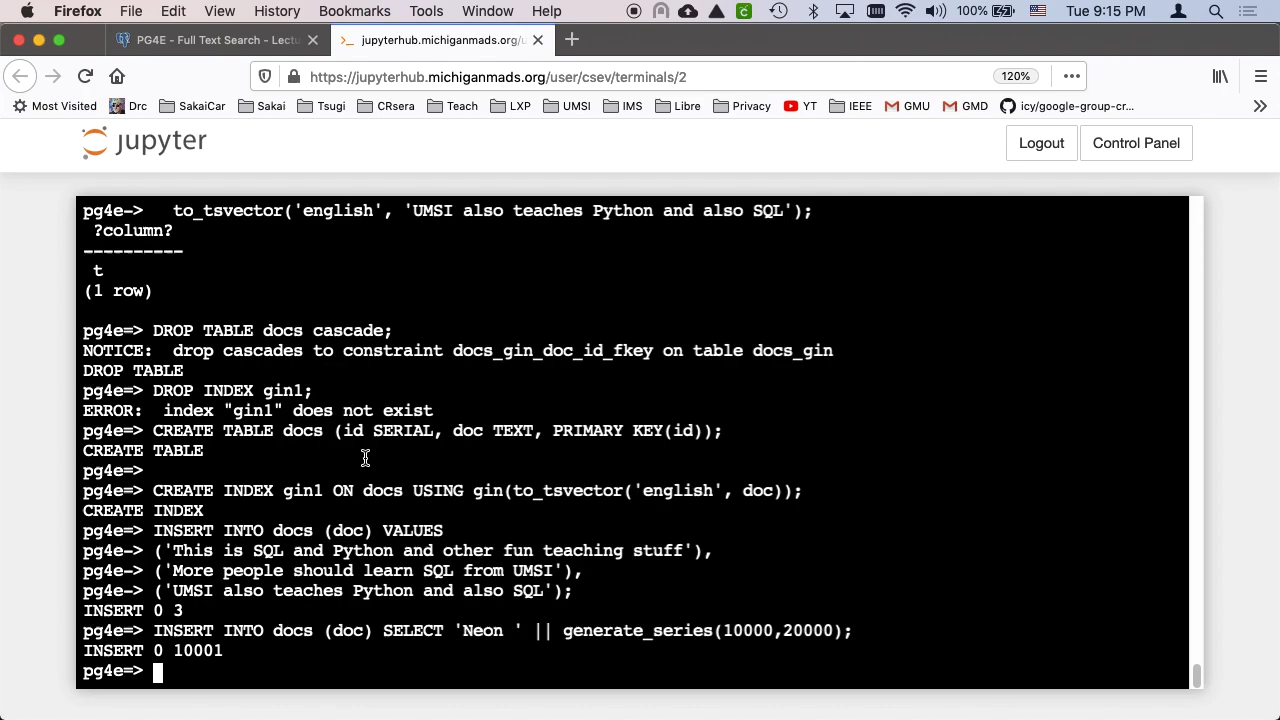 Firefox File Edit View History Bookmarks Tools Window Help 100% Tue 9:15 PM
PG4E - Full Text Search - Lectu jupyterhub.michiganmads.org/u
https://jupyterhub.michiganmads.org/user/csev/terminals/2 120%
Most Visited Drc SakaiCar Sakai Tsugi CRsera Teach LXP UMSI IMS Libre Privacy YT IEEE GMU GMD icy/google-group-cr...
jupyter Logout Control Panel
pg4e->   to_tsvector('english', 'UMSI also teaches Python and also SQL');
 ?column?
----------
 t
(1 row)
pg4e=> DROP TABLE docs cascade;
NOTICE:  drop cascades to constraint docs_gin_doc_id_fkey on table docs_gin
DROP TABLE
pg4e=> DROP INDEX gin1;
ERROR:  index "gin1" does not exist
pg4e=> CREATE TABLE docs (id SERIAL, doc TEXT, PRIMARY KEY(id));
CREATE TABLE
pg4e=>
pg4e=> CREATE INDEX gin1 ON docs USING gin(to_tsvector('english', doc));
CREATE INDEX
pg4e=> INSERT INTO docs (doc) VALUES
pg4e-> ('This is SQL and Python and other fun teaching stuff'),
pg4e-> ('More people should learn SQL from UMSI'),
pg4e-> ('UMSI also teaches Python and also SQL');
INSERT 0 3
pg4e=> INSERT INTO docs (doc) SELECT 'Neon ' || generate_series(10000,20000);
INSERT 0 10001
pg4e=>